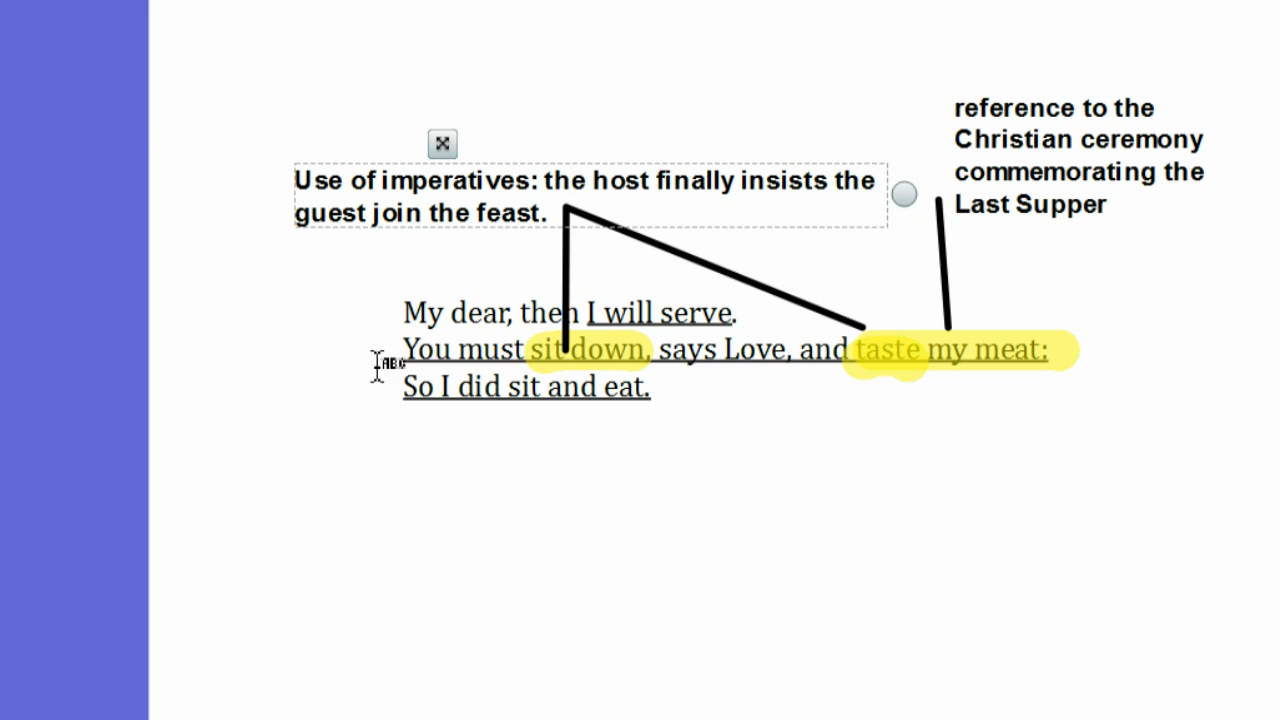 reference to the
Christian ceremony
commemorating the
Last Supper
Use of imperatives: the host finally insists the
guest join the feast.
My dear, then I will serve.
You must sit down, says Love, and taste my meat:
So I did sit and eat.
ABC